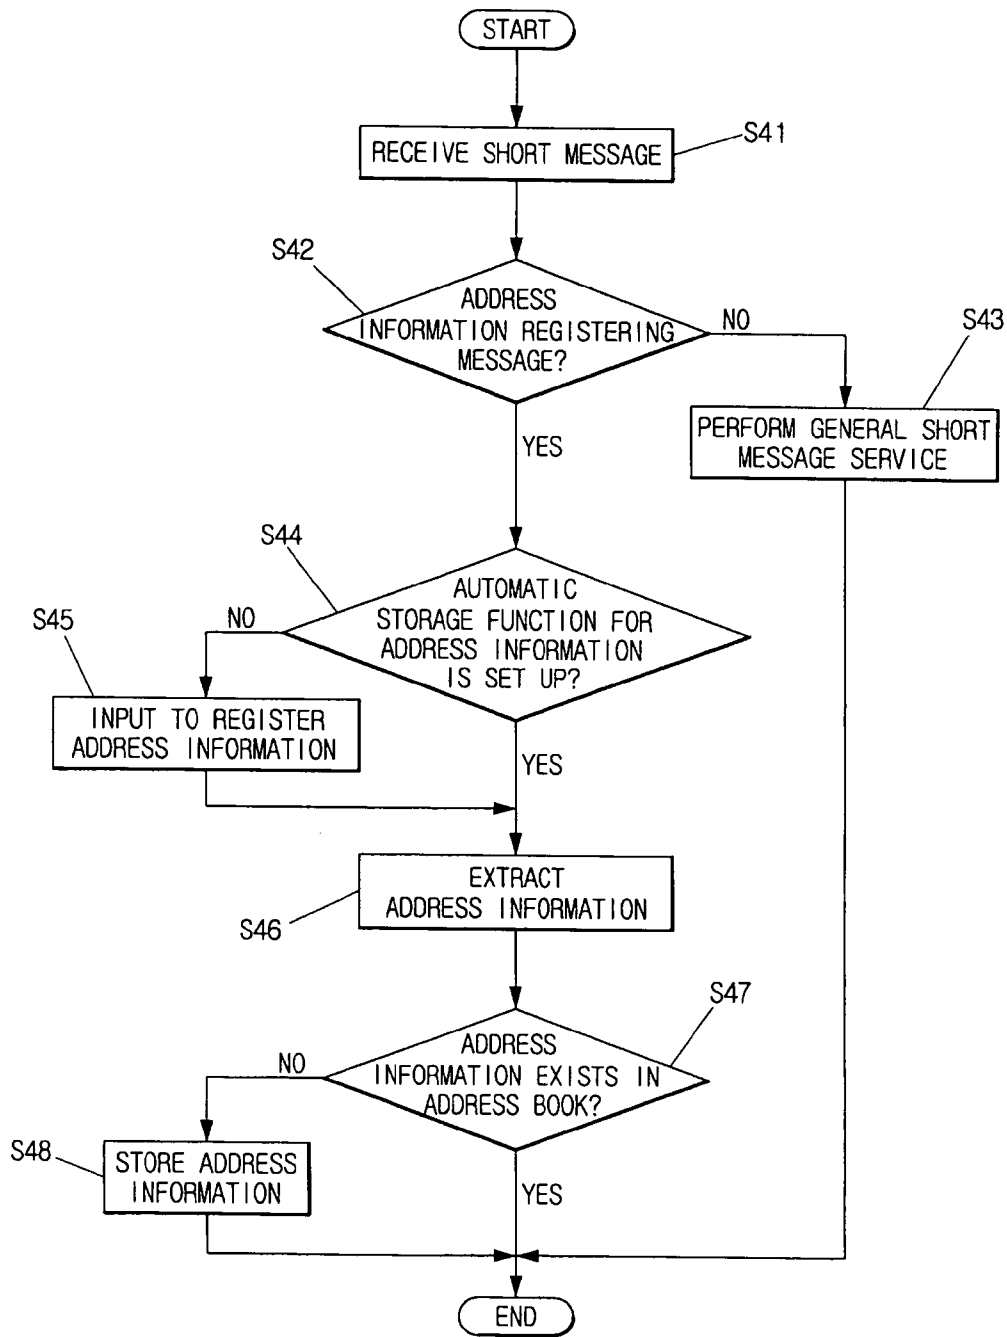 START
RECEIVE SHORT MESSAGE
S41
S42
ADDRESS
INFORMATION REGISTERING
MESSAGE?
NO
S43
PERFORM GENERAL SHORT
MESSAGE SERVICE
YES
S44
AUTOMATIC
STORAGE FUNCTION FOR
ADDRESS INFORMATION
IS SET UP?
NO
S45
INPUT TO REGISTER
ADDRESS INFORMATION
YES
EXTRACT
ADDRESS INFORMATION
S46
S47
ADDRESS
INFORMATION EXISTS IN
ADDRESS BOOK?
NO
S48
STORE ADDRESS
INFORMATION
YES
END